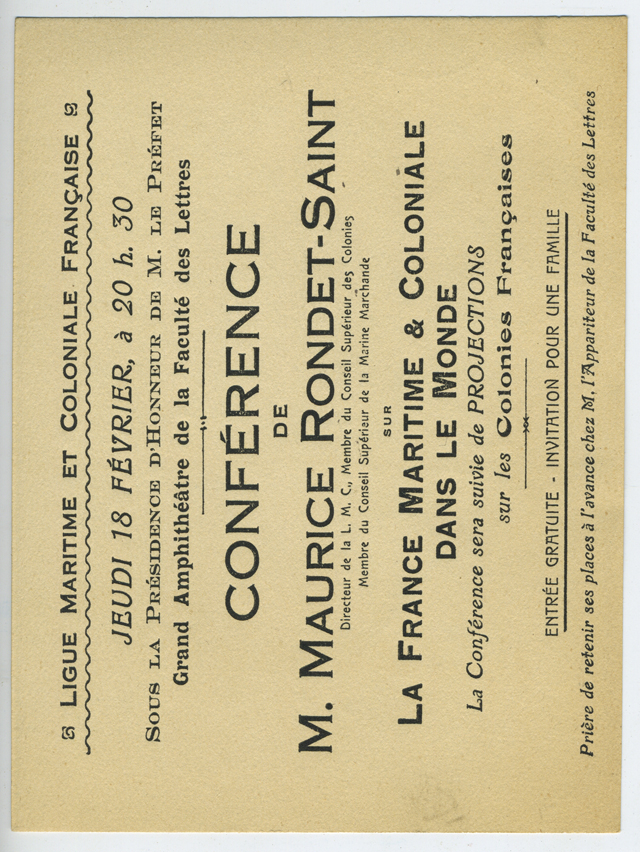 LIGUE MARITIME ET COLONIALE FRANÇAISE
JEUDI 18 FÉVRIER, à 20 h. 30
SOUS LA PRÉSIDENCE D'HONNEUR DE M. LE PRÉFET
Grand Amphithéâtre de la Faculté des Lettres
CONFÉRENCE
DE
M. MAURICE RONDET-SAINT
Directeur de la L. M. C., Membre du Conseil Supérieur des Colonies
Membre du Conseil Supérieur de la Marine Marchande
SUR
LA FRANCE MARITIME & COLONIALE
DANS LE MONDE
La Conférence sera suivie de PROJECTIONS
sur les Colonies Françaises
ENTRÉE GRATUITE - INVITATION POUR UNE FAMILLE
Prière de retenir ses places à l'avance chez M, l'Appariteur de la Faculté des Lettres